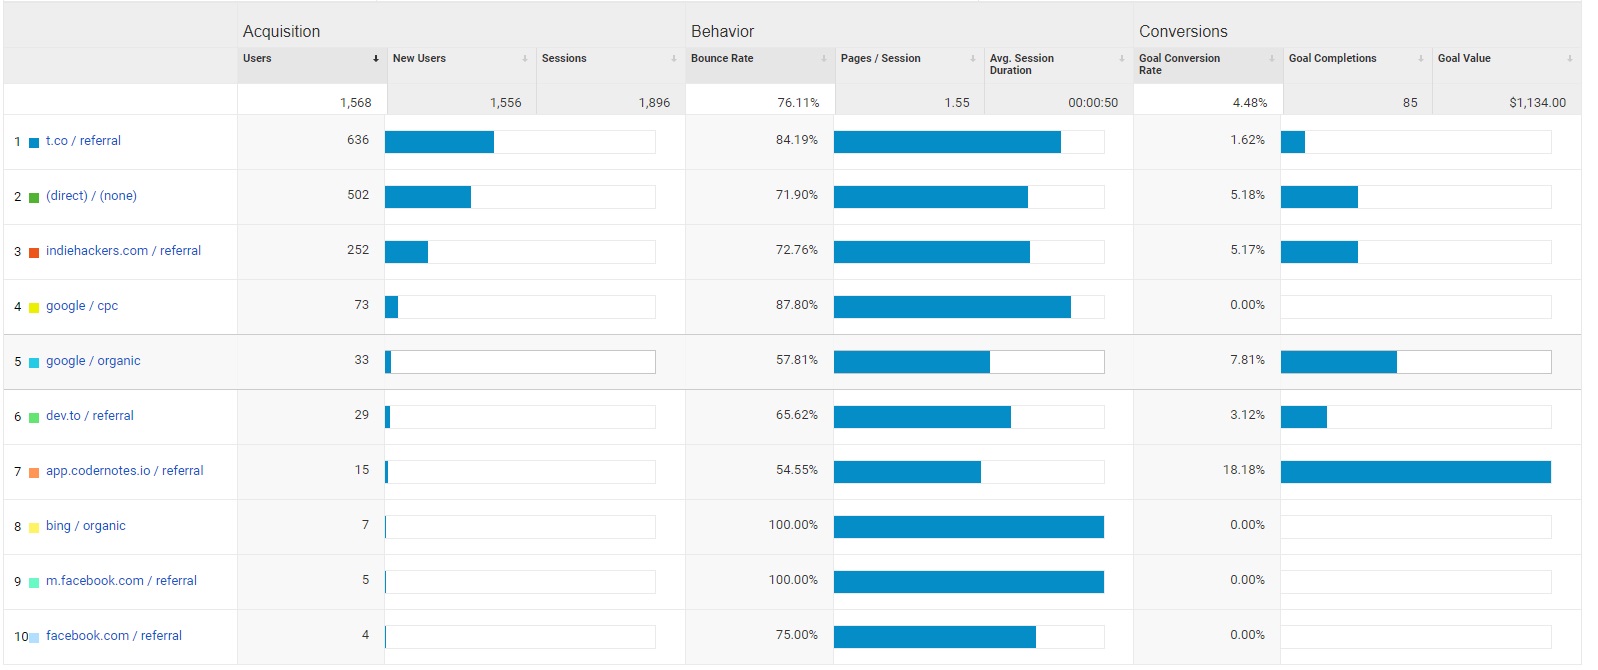 Acquisition Behavior Conversions
Users New Users Sessions Bounce Rate Pages / Session Avg. Session Duration Goal Conversion Rate Goal Completions Goal Value
1,568 1,556 1,896 76.11% 1.55 00:00:50 4.48% 85 $1,134.00
1 t.co / referral 636 84.19% 1.62%
2 (direct) / (none) 502 71.90% 5.18%
3 indiehackers.com / referral 252 72.76% 5.17%
4 google / cpc 73 87.80% 0.00%
5 google / organic 33 57.81% 7.81%
6 dev.to / referral 29 65.62% 3.12%
7 app.codernotes.io / referral 15 54.55% 18.18%
8 bing / organic 7 100.00% 0.00%
9 m.facebook.com / referral 5 100.00% 0.00%
10 facebook.com / referral 4 75.00% 0.00%